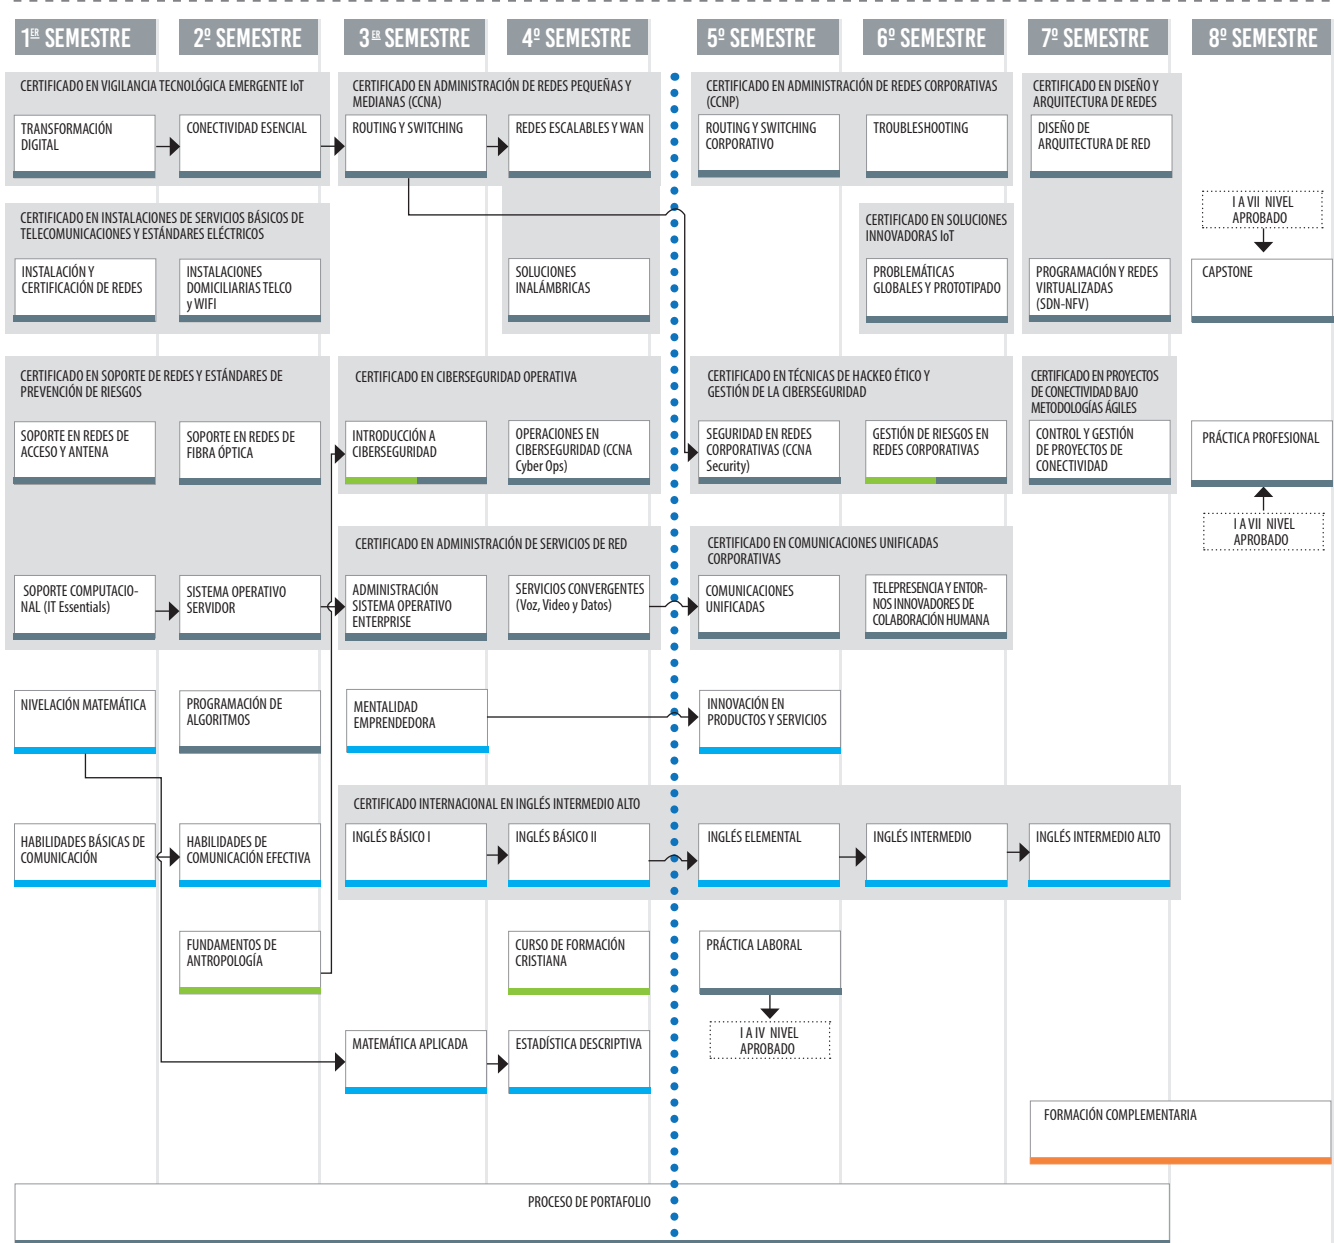 1ER SEMESTRE
2º SEMESTRE
3ER SEMESTRE
4º SEMESTRE
5º SEMESTRE
6º SEMESTRE
7º SEMESTRE
8º SEMESTRE
CERTIFICADO EN VIGILANCIA TECNOLÓGICA EMERGENTE IoT
CERTIFICADO EN ADMINISTRACIÓN DE REDES PEQUEÑAS Y
MEDIANAS (CCNA)
CERTIFICADO EN ADMINISTRACIÓN DE REDES CORPORATIVAS
(CCNP)
CERTIFICADO EN DISEÑO Y
ARQUITECTURA DE REDES
TRANSFORMACIÓN
DIGITAL
CONECTIVIDAD ESENCIAL
ROUTING Y SWITCHING
REDES ESCALABLES Y WAN
ROUTING Y SWITCHING
CORPORATIVO
TROUBLESHOOTING
DISEÑO DE
ARQUITECTURA DE RED
I A VII NIVEL
APROBADO
CERTIFICADO EN INSTALACIONES DE SERVICIOS BÁSICOS DE
TELECOMUNICACIONES Y ESTÁNDARES ELÉCTRICOS
CERTIFICADO EN SOLUCIONES
INNOVADORAS IoT
INSTALACIÓN Y
CERTIFICACIÓN DE REDES
INSTALACIONES
DOMICILIARIAS TELCO
y WIFI
SOLUCIONES
INALÁMBRICAS
PROBLEMÁTICAS
GLOBALES Y PROTOTIPADO
PROGRAMACIÓN Y REDES
VIRTUALIZADAS
(SDN-NFV)
CAPSTONE
CERTIFICADO EN SOPORTE DE REDES Y ESTÁNDARES DE
PREVENCIÓN DE RIESGOS
CERTIFICADO EN CIBERSEGURIDAD OPERATIVA
CERTIFICADO EN TÉCNICAS DE HACKEO ÉTICO Y
GESTIÓN DE LA CIBERSEGURIDAD
CERTIFICADO EN PROYECTOS
DE CONECTIVIDAD BAJO
METODOLOGÍAS ÁGILES
SOPORTE EN REDES DE
ACCESO Y ANTENA
SOPORTE EN REDES DE
FIBRA ÓPTICA
INTRODUCCIÓN A
CIBERSEGURIDAD
OPERACIONES EN
CIBERSEGURIDAD (CCNA
Cyber Ops)
SEGURIDAD EN REDES
CORPORATIVAS (CCNA
Security)
GESTIÓN DE RIESGOS EN
REDES CORPORATIVAS
CONTROL Y GESTIÓN
DE PROYECTOS DE
CONECTIVIDAD
PRÁCTICA PROFESIONAL
I A VII NIVEL
APROBADO
CERTIFICADO EN ADMINISTRACIÓN DE SERVICIOS DE RED
CERTIFICADO EN COMUNICACIONES UNIFICADAS
CORPORATIVAS
SOPORTE COMPUTACIO-
NAL (IT Essentials)
SISTEMA OPERATIVO
SERVIDOR
ADMINISTRACIÓN
SISTEMA OPERATIVO
ENTERPRISE
SERVICIOS CONVERGENTES
(Voz, Video y Datos)
COMUNICACIONES
UNIFICADAS
TELEPRESENCIA Y ENTOR-
NOS INNOVADORES DE
COLABORACIÓN HUMANA
NIVELACIÓN MATEMÁTICA
PROGRAMACIÓN DE
ALGORITMOS
MENTALIDAD
EMPRENDEDORA
INNOVACIÓN EN
PRODUCTOS Y SERVICIOS
CERTIFICADO INTERNACIONAL EN INGLÉS INTERMEDIO ALTO
HABILIDADES BÁSICAS DE
COMUNICACIÓN
HABILIDADES DE
COMUNICACIÓN EFECTIVA
INGLÉS BÁSICO I
INGLÉS BÁSICO II
INGLÉS ELEMENTAL
INGLÉS INTERMEDIO
INGLÉS INTERMEDIO ALTO
FUNDAMENTOS DE
ANTROPOLOGÍA
CURSO DE FORMACIÓN
CRISTIANA
PRÁCTICA LABORAL
I A IV NIVEL
APROBADO
MATEMÁTICA APLICADA
ESTADÍSTICA DESCRIPTIVA
FORMACIÓN COMPLEMENTARIA
PROCESO DE PORTAFOLIO